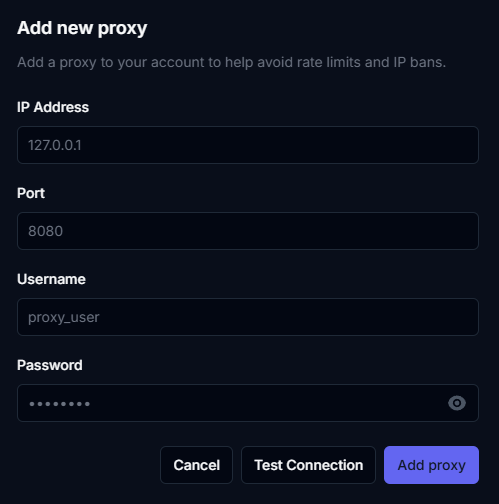 Add new proxy
Add a proxy to your account to help avoid rate limits and IP bans.
IP Address
127.0.0.1
Port
8080
Username
proxy_user
Password
••••••••
Cancel
Test Connection
Add proxy